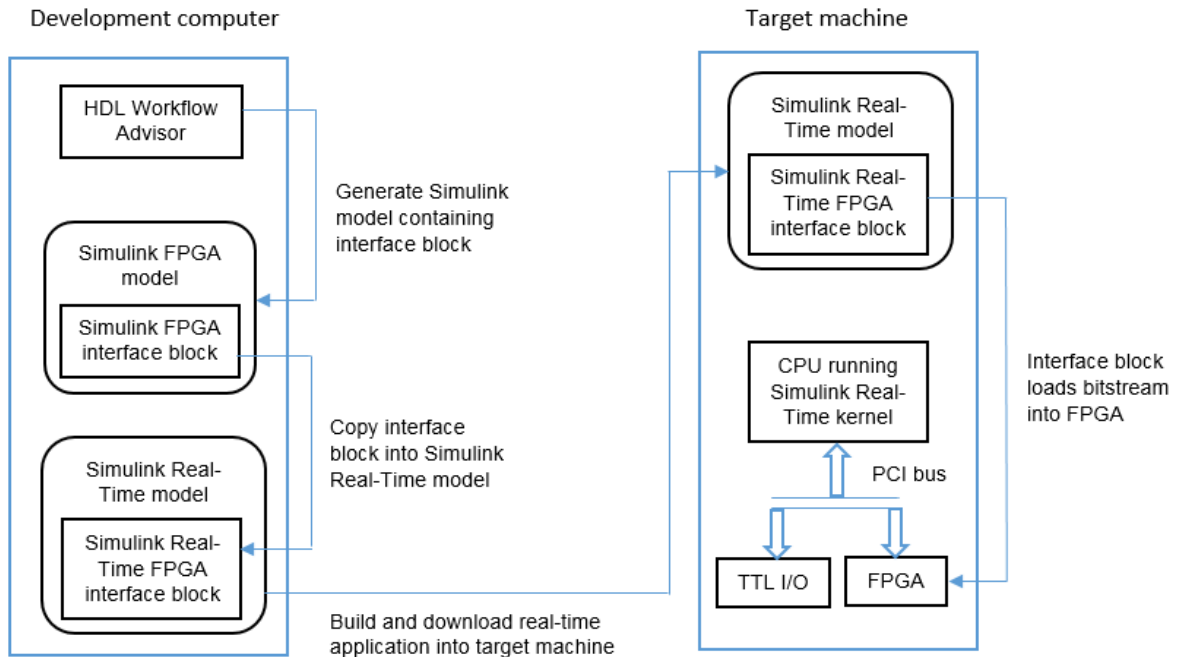 Development computer
HDL Workflow
Advisor
Generate Simulink
model containing
interface block
Simulink FPGA
model
Simulink FPGA
interface block
Copy interface
block into Simulink
Real-Time model
Simulink Real-
Time model
Simulink Real-
Time FPGA
interface block
Build and download real-time
application into target machine
Target machine
Simulink Real-
Time model
Simulink Real-
Time FPGA
interface block
CPU running
Simulink Real-
Time kernel
PCI bus
TTL I/O
FPGA
Interface block
loads bitstream
into FPGA